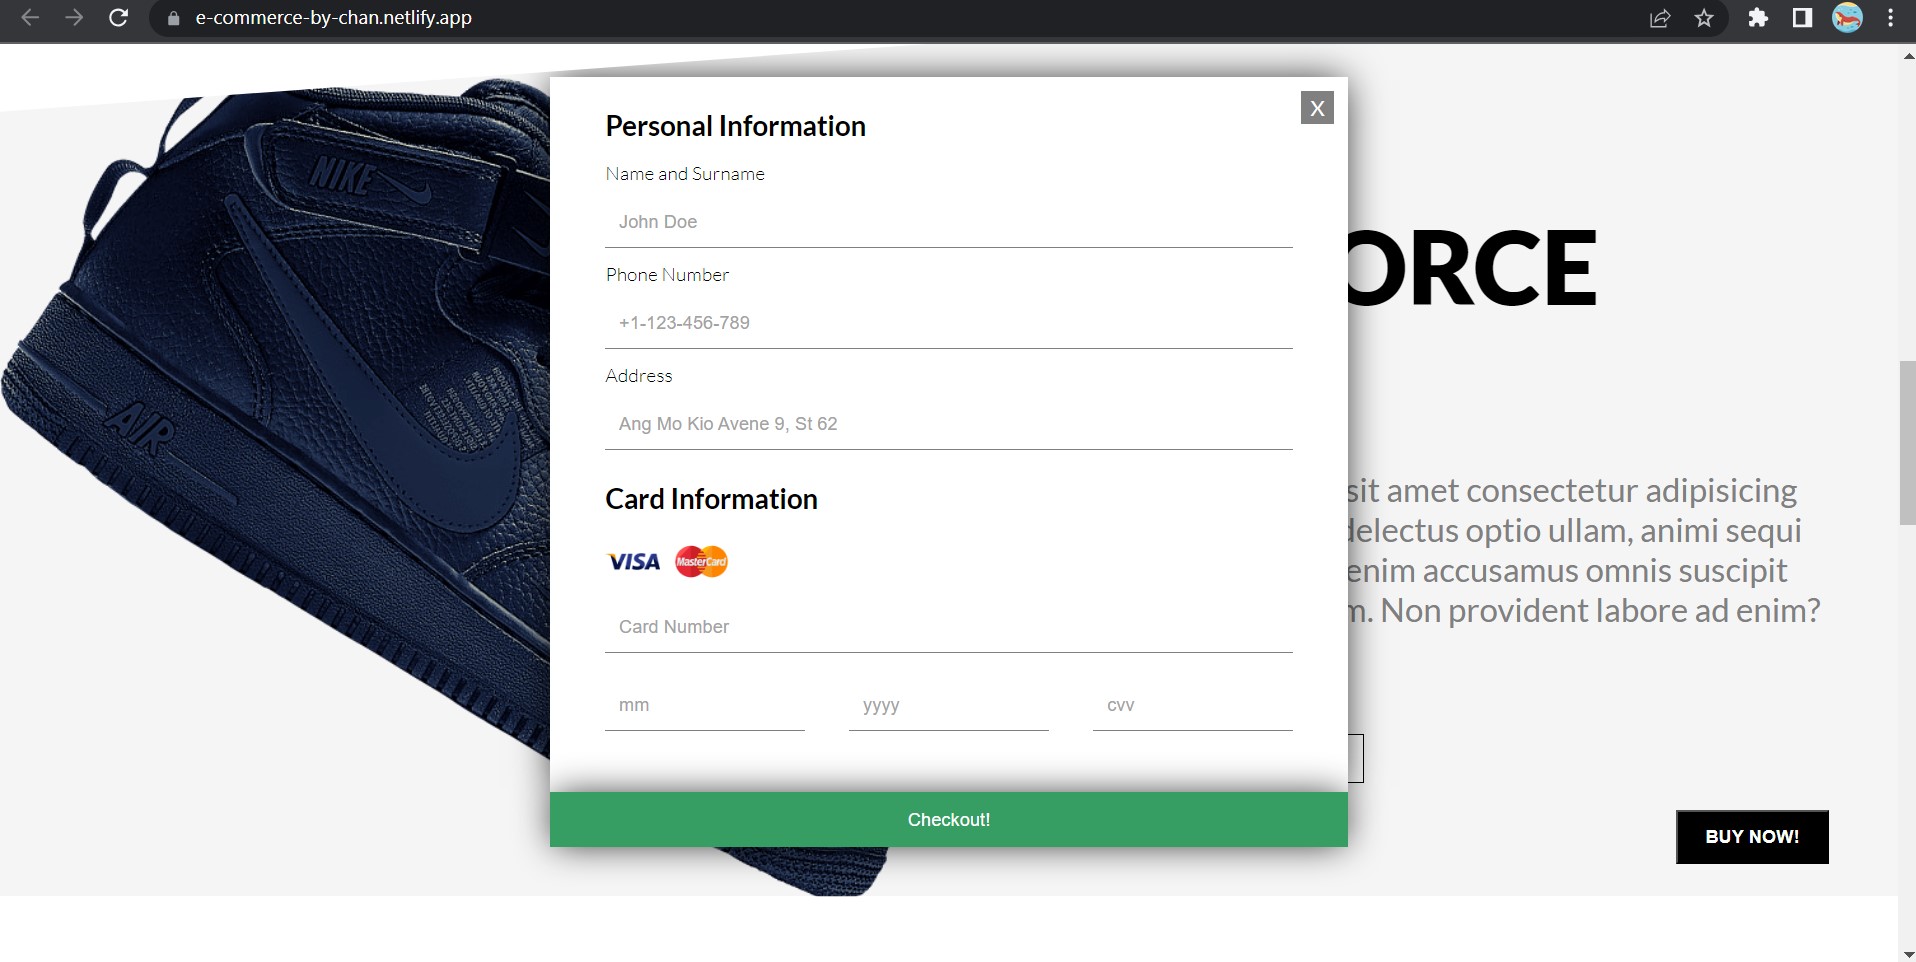 e-commerce-by-chan.netlify.app
X
Personal Information
Name and Surname
John Doe
Phone Number
+1-123-456-789
Address
Ang Mo Kio Avene 9, St 62
Card Information
VISA MasterCard
Card Number
mm yyyy cvv
Checkout!
NIKE
AIR
ORCE
sit amet consectetur adipisicing
delectus optio ullam, animi sequi
enim accusamus omnis suscipit
m. Non provident labore ad enim?
BUY NOW!